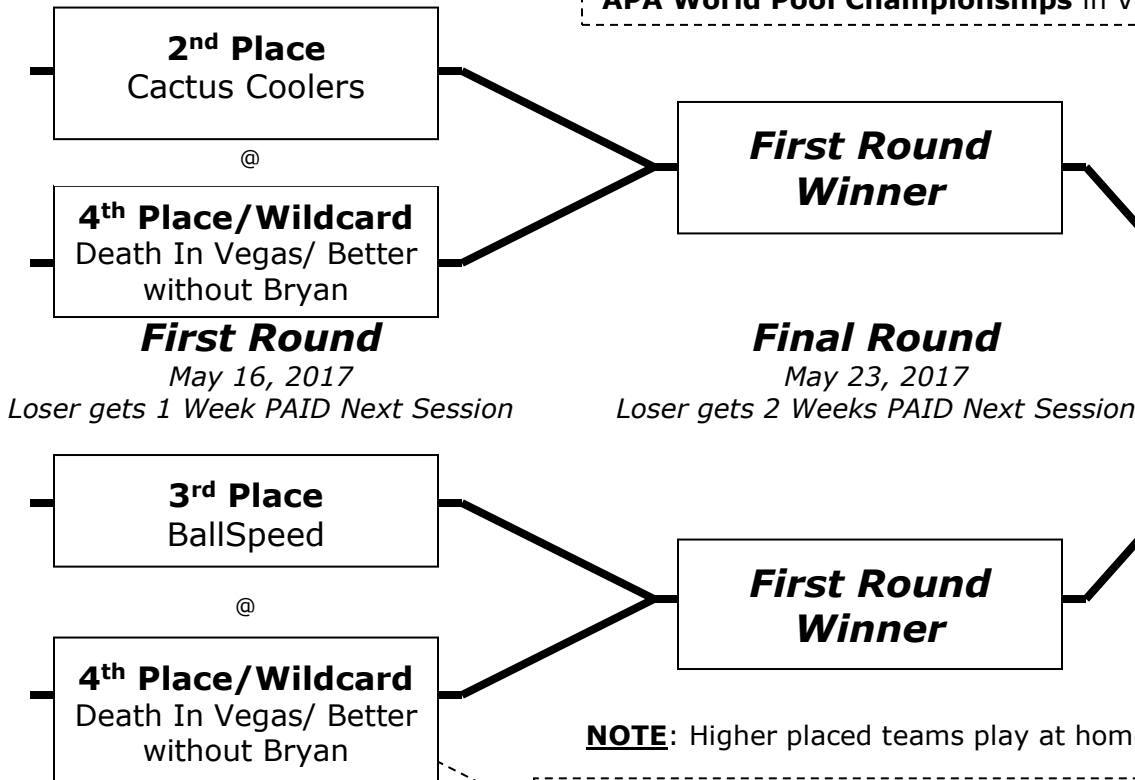 APA World Pool Championships in V
2nd Place
Cactus Coolers
@
4th Place/Wildcard
Death In Vegas/ Better
without Bryan
First Round
Winner
First Round
May 16, 2017
Loser gets 1 Week PAID Next Session
Final Round
May 23, 2017
Loser gets 2 Weeks PAID Next Session
3rd Place
BallSpeed
@
4th Place/Wildcard
Death In Vegas/ Better
without Bryan
First Round
Winner
NOTE: Higher placed teams play at hom